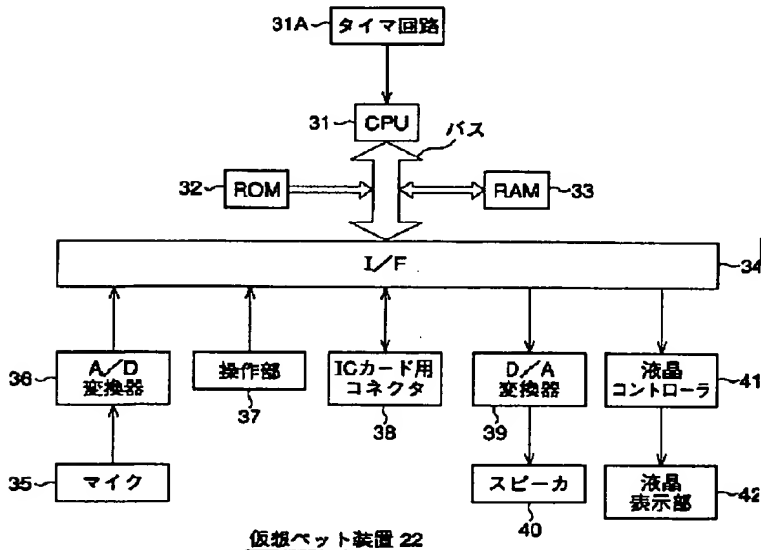 31A
タイマ回路
31
CPU
バス
32
ROM
RAM
33
I/F
34
36
A/D
変換器
操作部
37
ICカード用
コネクタ
38
D/A
変換器
39
液晶
コントローラ
41
35
マイク
スピーカ
40
液晶
表示部
42
仮想ペット装置 22